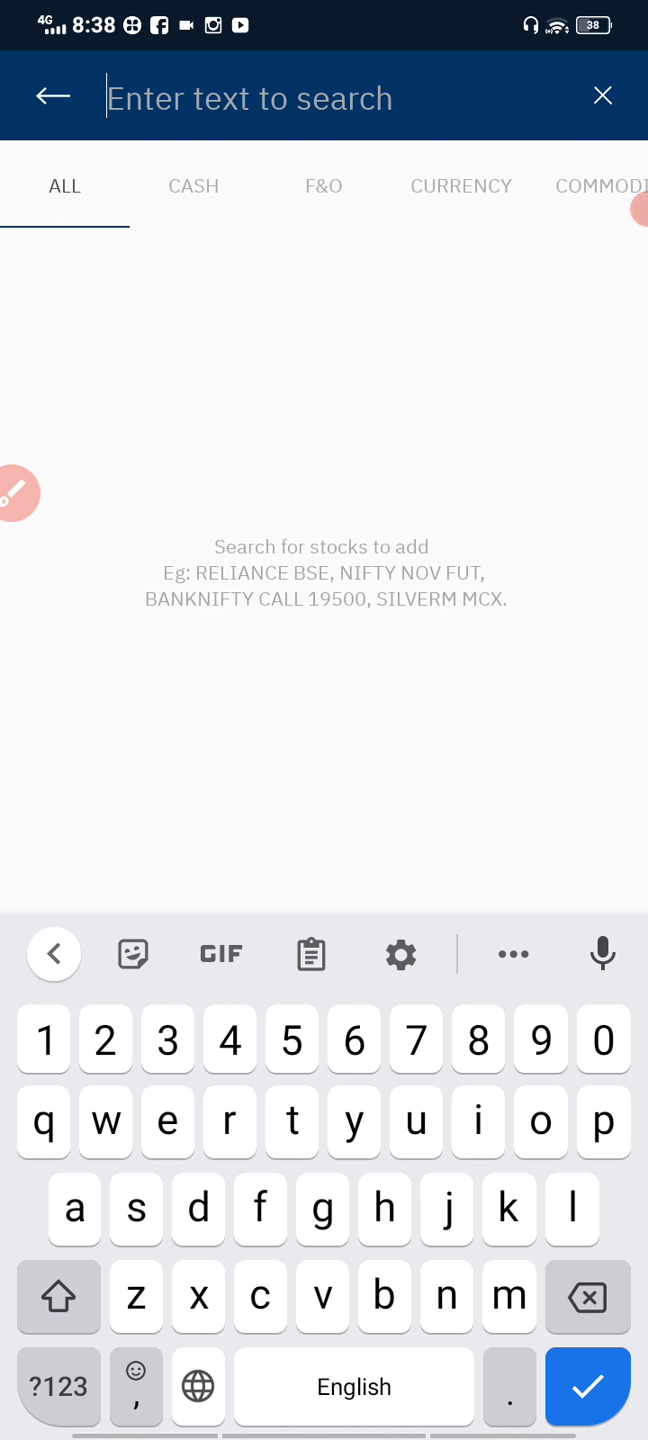 4G 8:38 38
Enter text to search
ALL CASH F&O CURRENCY COMMODI
Search for stocks to add
Eg: RELIANCE BSE, NIFTY NOV FUT,
BANKNIFTY CALL 19500, SILVERM MCX.
GIF
1 2 3 4 5 6 7 8 9 0
q w e r t y u i o p
a s d f g h j k l
z x c v b n m
?123 , English .